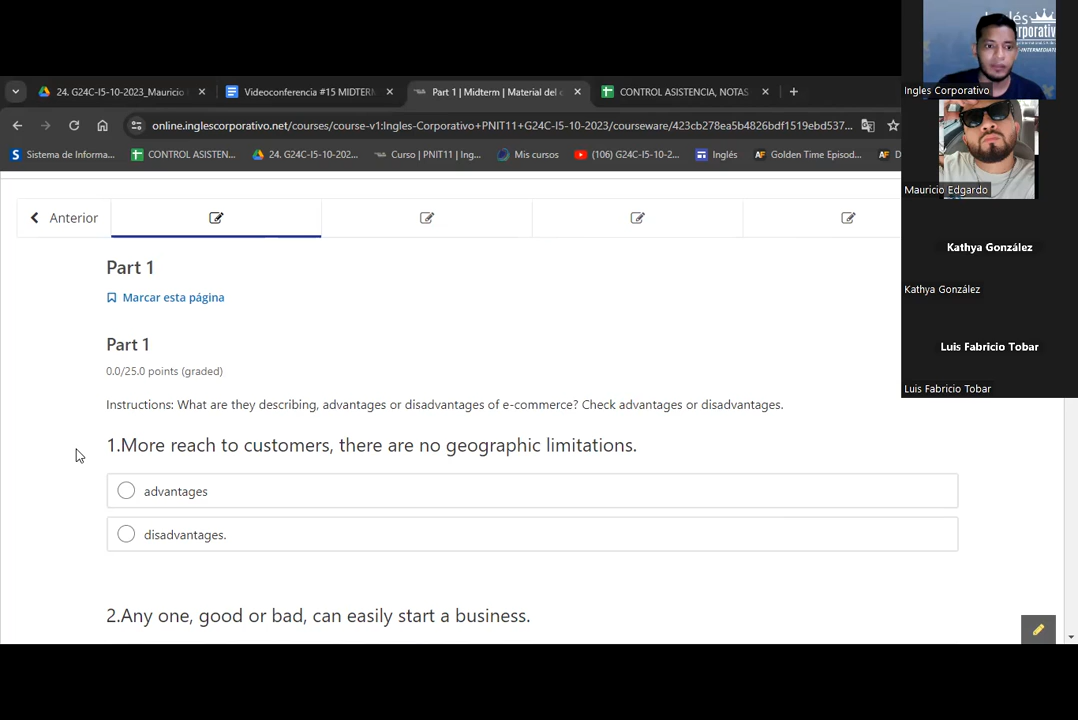 24. G24C-I5-10-2023_Mauricio
Videoconferencia #15 MIDTERM
Part 1 | Midterm | Material del c
CONTROL ASISTENCIA, NOTAS
online.inglescorporativo.net/courses/course-v1:Ingles-Corporativo+PNIT11+G24C-I5-10-2023/courseware/423cb278ea5b4826bdf1519ebd537...
Sistema de Informa...
CONTROL ASISTEN...
24. G24C-I5-10-202...
Curso | PNIT11 | Ing...
Mis cursos
(106) G24C-I5-10-2...
Inglés
Golden Time Episod...
Ingles Corporativo
Mauricio Edgardo
Kathya González
Kathya González
Luis Fabricio Tobar
Luis Fabricio Tobar
Anterior
Part 1
Marcar esta página
Part 1
0.0/25.0 points (graded)
Instructions: What are they describing, advantages or disadvantages of e-commerce? Check advantages or disadvantages.
1.More reach to customers, there are no geographic limitations.
advantages
disadvantages.
2.Any one, good or bad, can easily start a business.